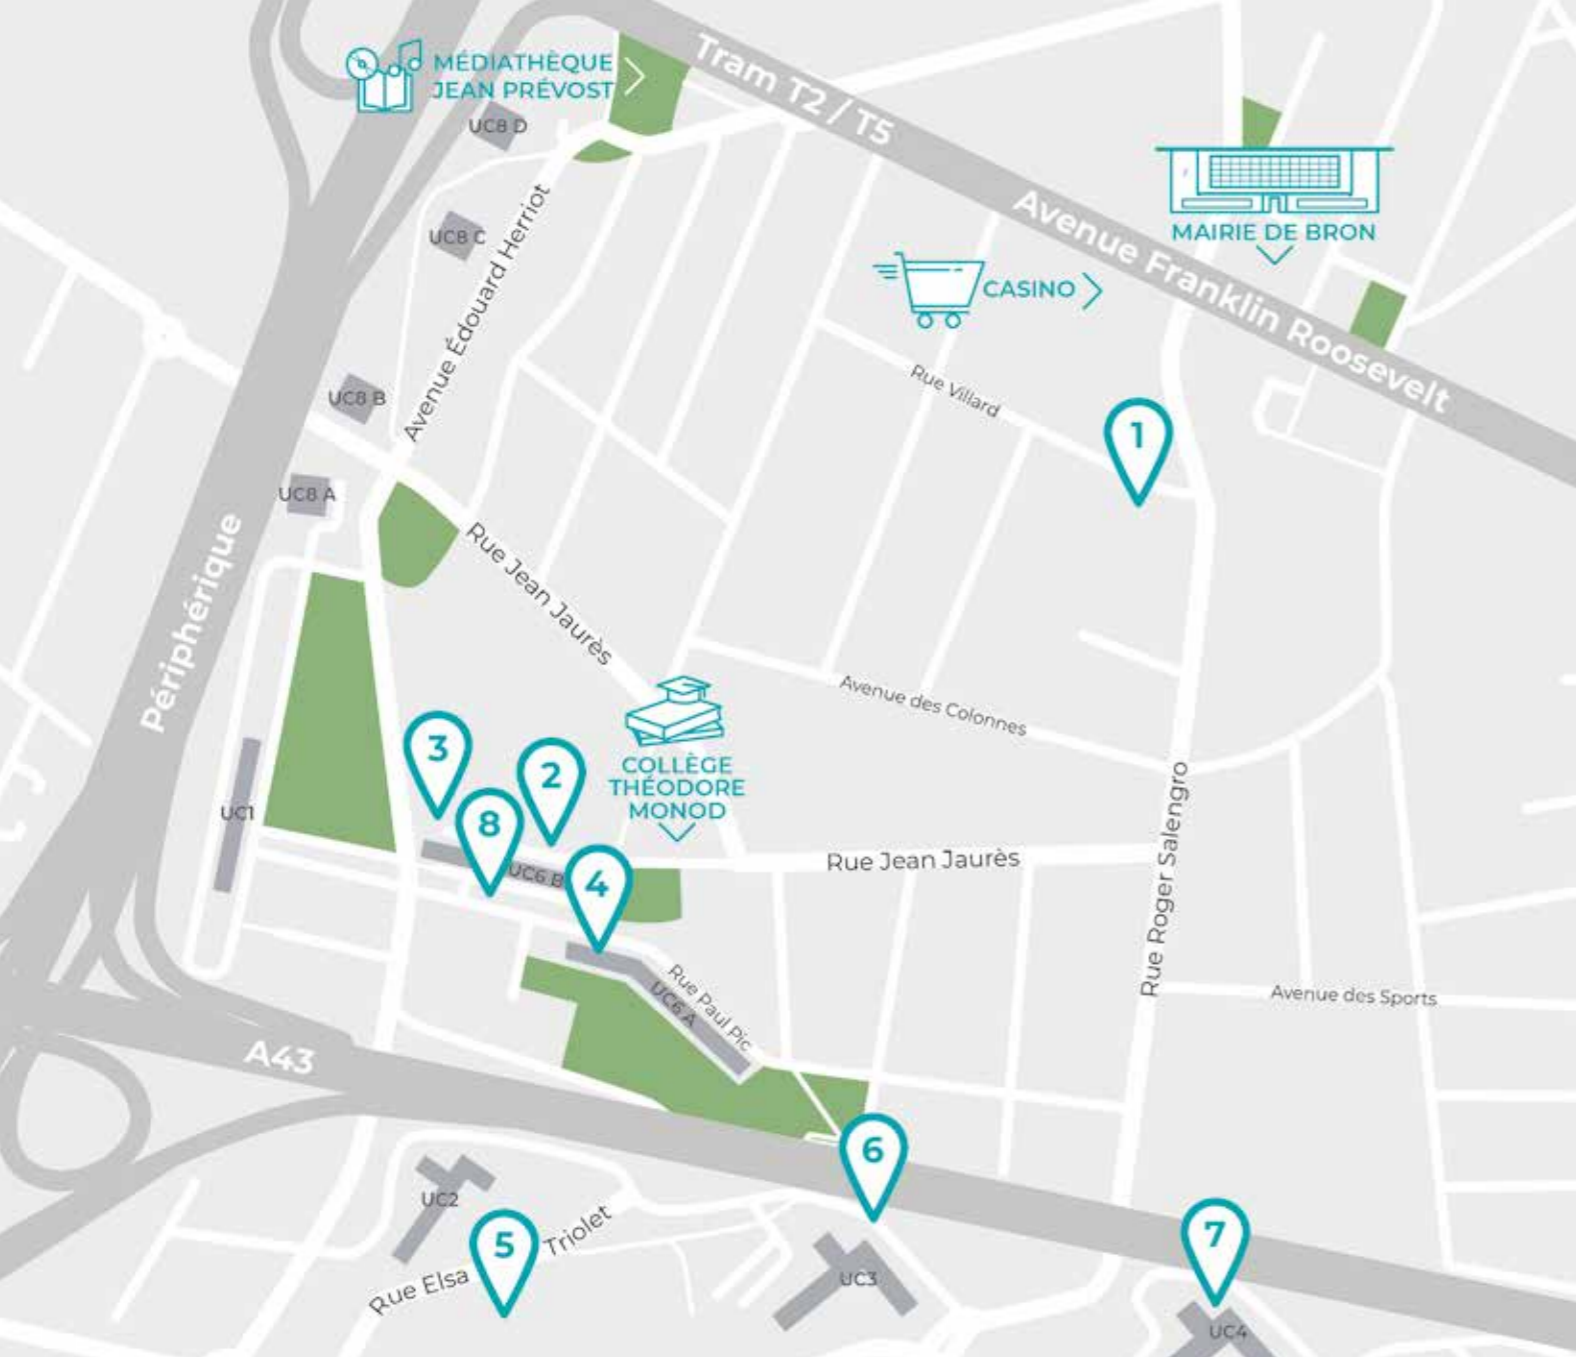 MÉDIATHÈQUE
JEAN PRÉVOST
Tram T2 / T5
UC8 D
MAIRIE DE BRON
Avenue Franklin Roosevelt
UC8 C
Avenue Édouard Herriot
CASINO
Rue Villard
UC8 B
1
UC8 A
Périphérique
Rue Jean Jaurès
Avenue des Colonnes
3
2
COLLÈGE
THÉODORE
MONOD
8
UC1
UC6 B
4
Rue Jean Jaurès
Rue Roger Salengro
Rue Paul Pic
UC6 A
Avenue des Sports
A43
6
UC2
5
Rue Elsa Triolet
7
UC3
UC4